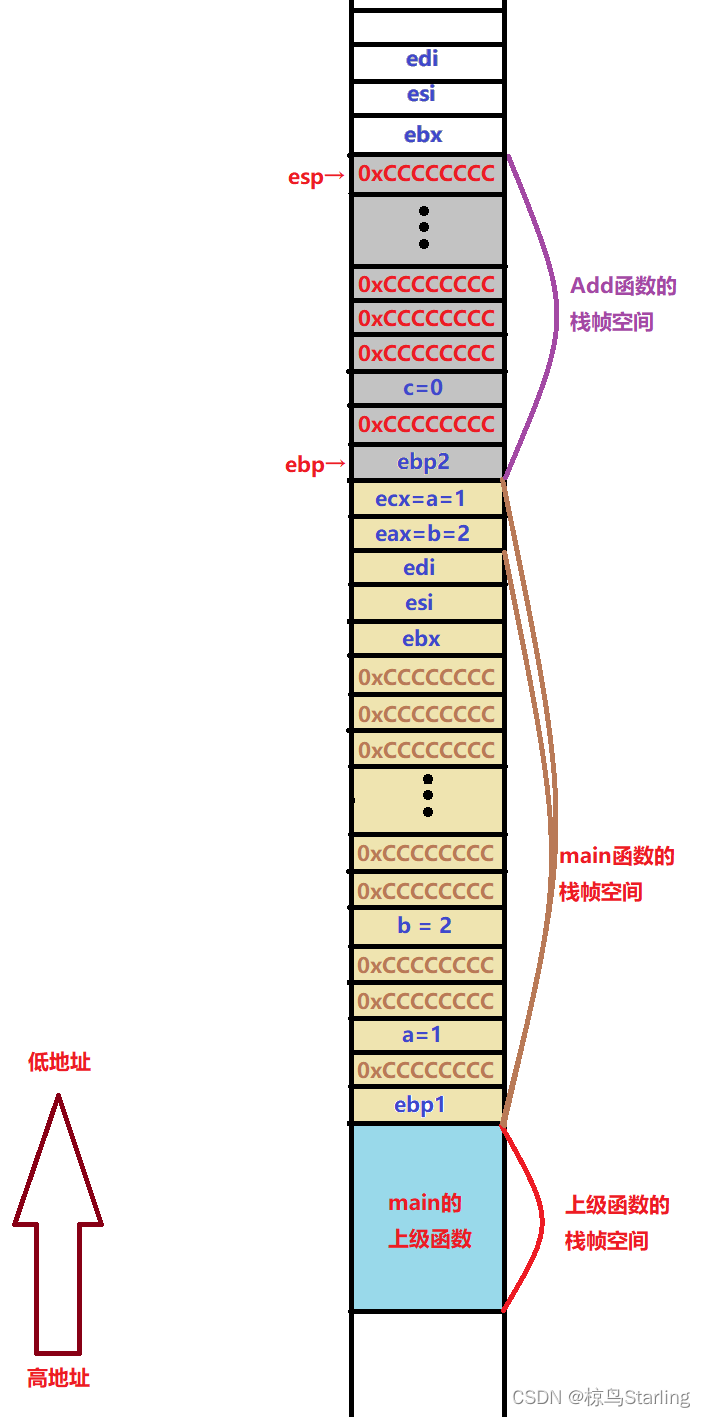 edi
esi
ebx
esp→
0xCCCCCCCC
0xCCCCCCCC
0xCCCCCCCC
0xCCCCCCCC
Add函数的
栈帧空间
c=0
0xCCCCCCCC
ebp→
ebp2
ecx=a=1
eax=b=2
edi
esi
ebx
0xCCCCCCCC
0xCCCCCCCC
0xCCCCCCCC
0xCCCCCCCC
0xCCCCCCCC
main函数的
栈帧空间
b = 2
0xCCCCCCCC
0xCCCCCCCC
a=1
0xCCCCCCCC
ebp1
低地址
main的
上级函数
上级函数的
栈帧空间
高地址
CSDN @椋鸟Starling